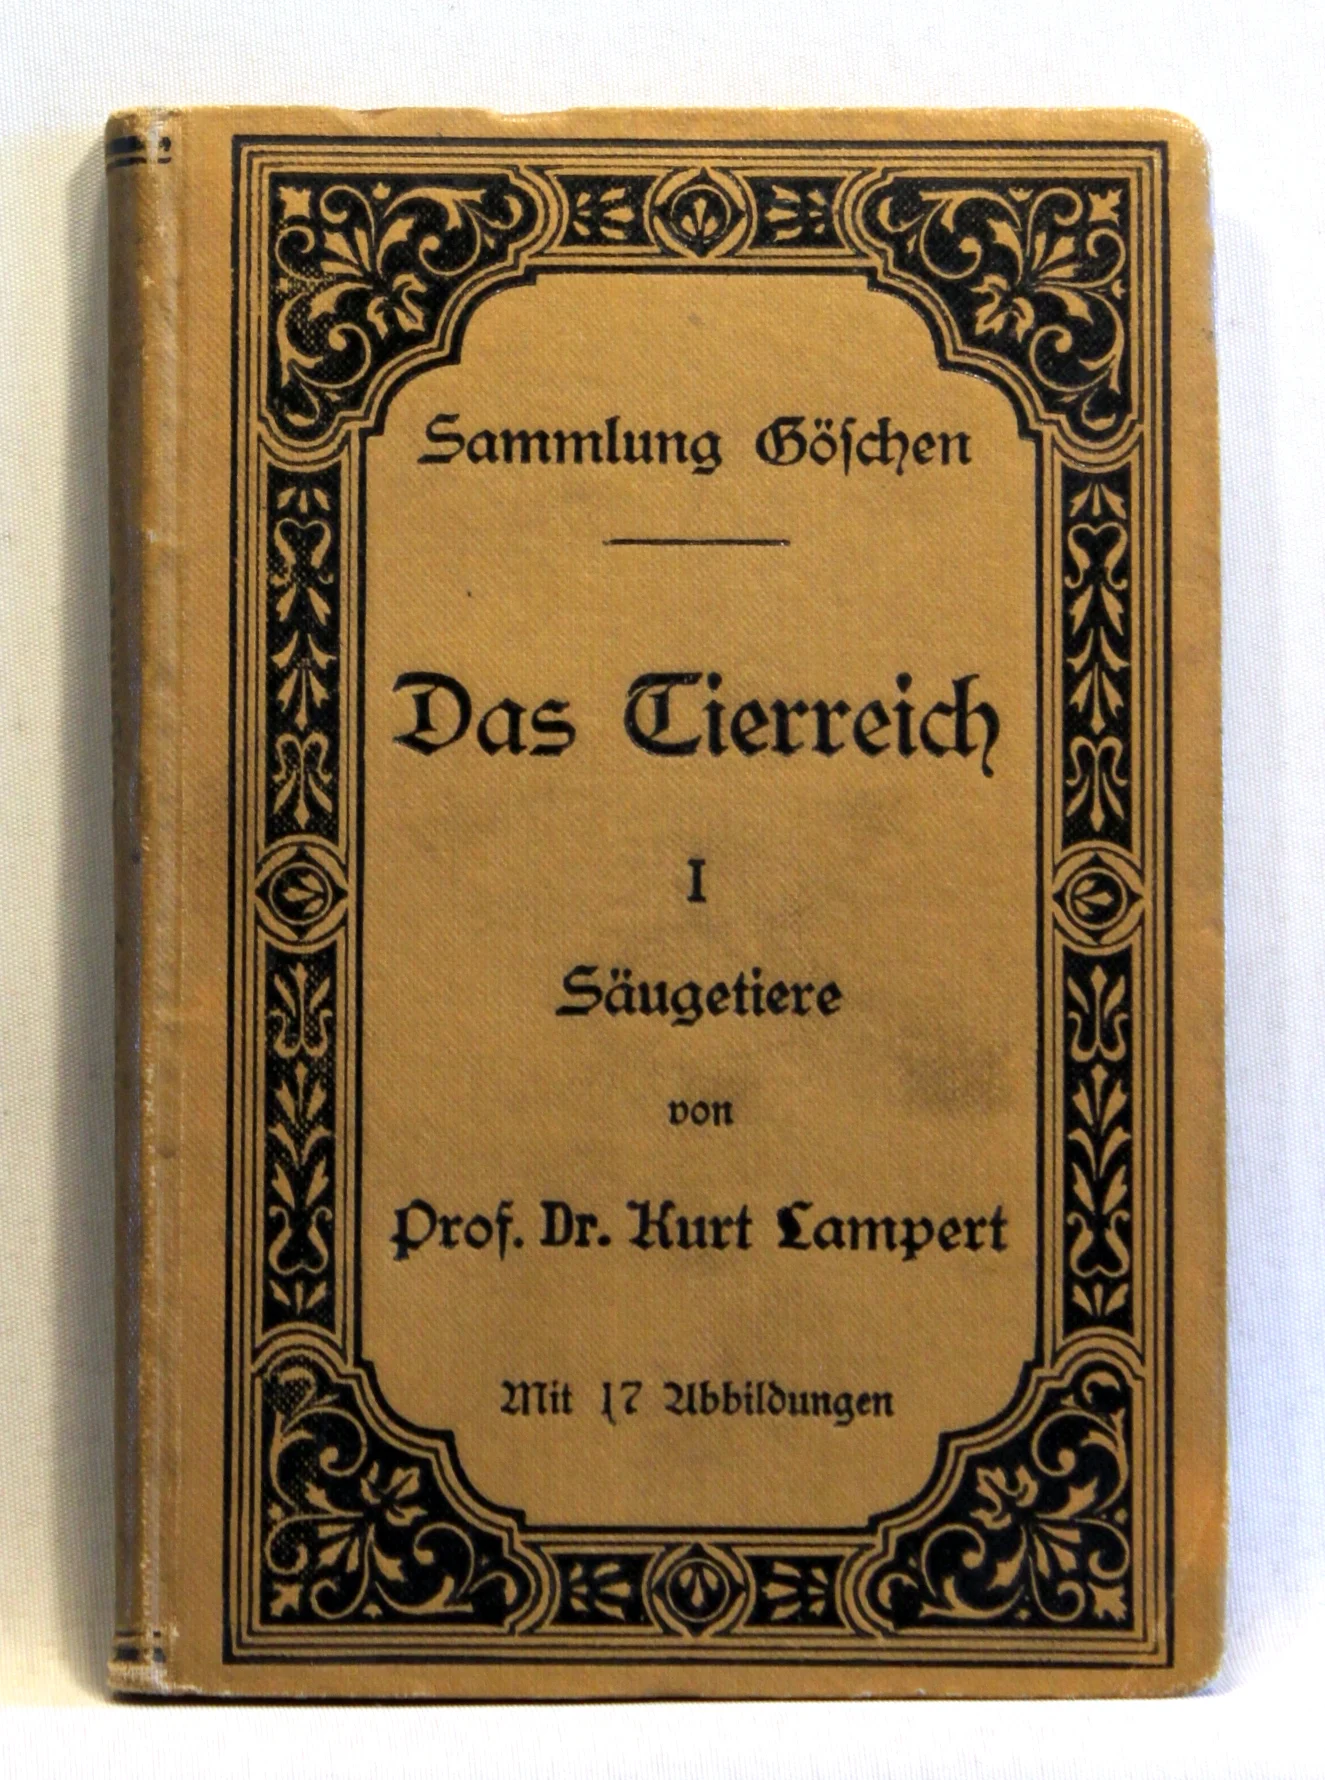 Sammlung Göſchen
Das Tierreich
I
Säugetiere
von
Prof. Dr. Kurt Lampert
Mit 17 Abbildungen